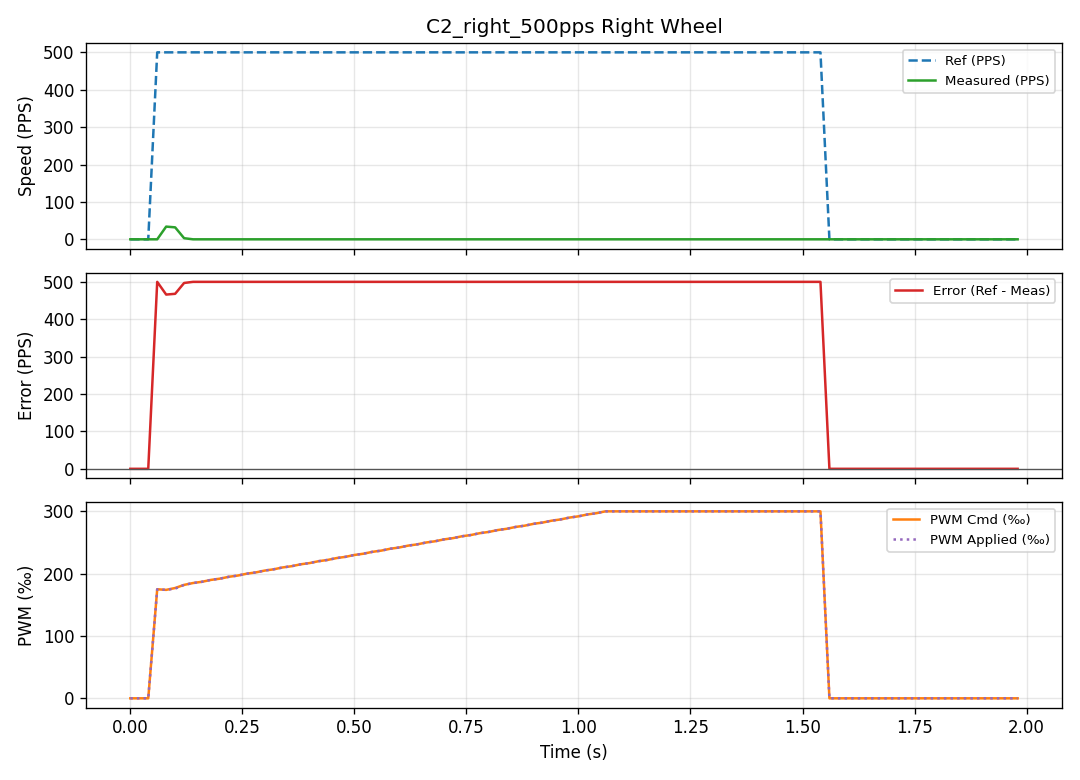 C2_right_500pps Right Wheel
500
400
300
200
100
0
Speed (PPS)
Ref (PPS)
Measured (PPS)
500
400
300
200
100
0
Error (PPS)
Error (Ref - Meas)
300
200
100
0
PWM (‰)
PWM Cmd (‰)
PWM Applied (‰)
0.00 0.25 0.50 0.75 1.00 1.25 1.50 1.75 2.00
Time (s)